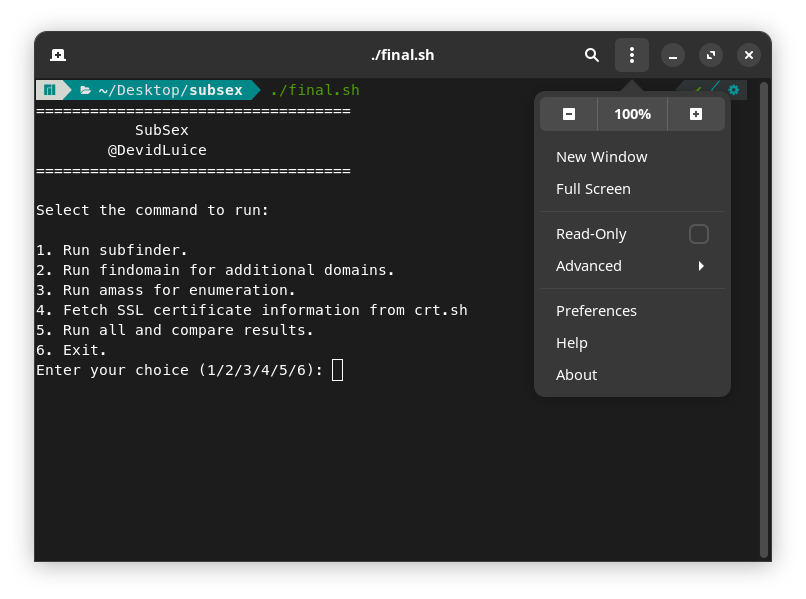 ./final.sh
~/Desktop/subsex ./final.sh
===================================
SubSex
@DevidLuice
===================================
Select the command to run:
1. Run subfinder.
2. Run findomain for additional domains.
3. Run amass for enumeration.
4. Fetch SSL certificate information from crt.sh
5. Run all and compare results.
6. Exit.
Enter your choice (1/2/3/4/5/6):
100%
New Window
Full Screen
Read-Only
Advanced
Preferences
Help
About